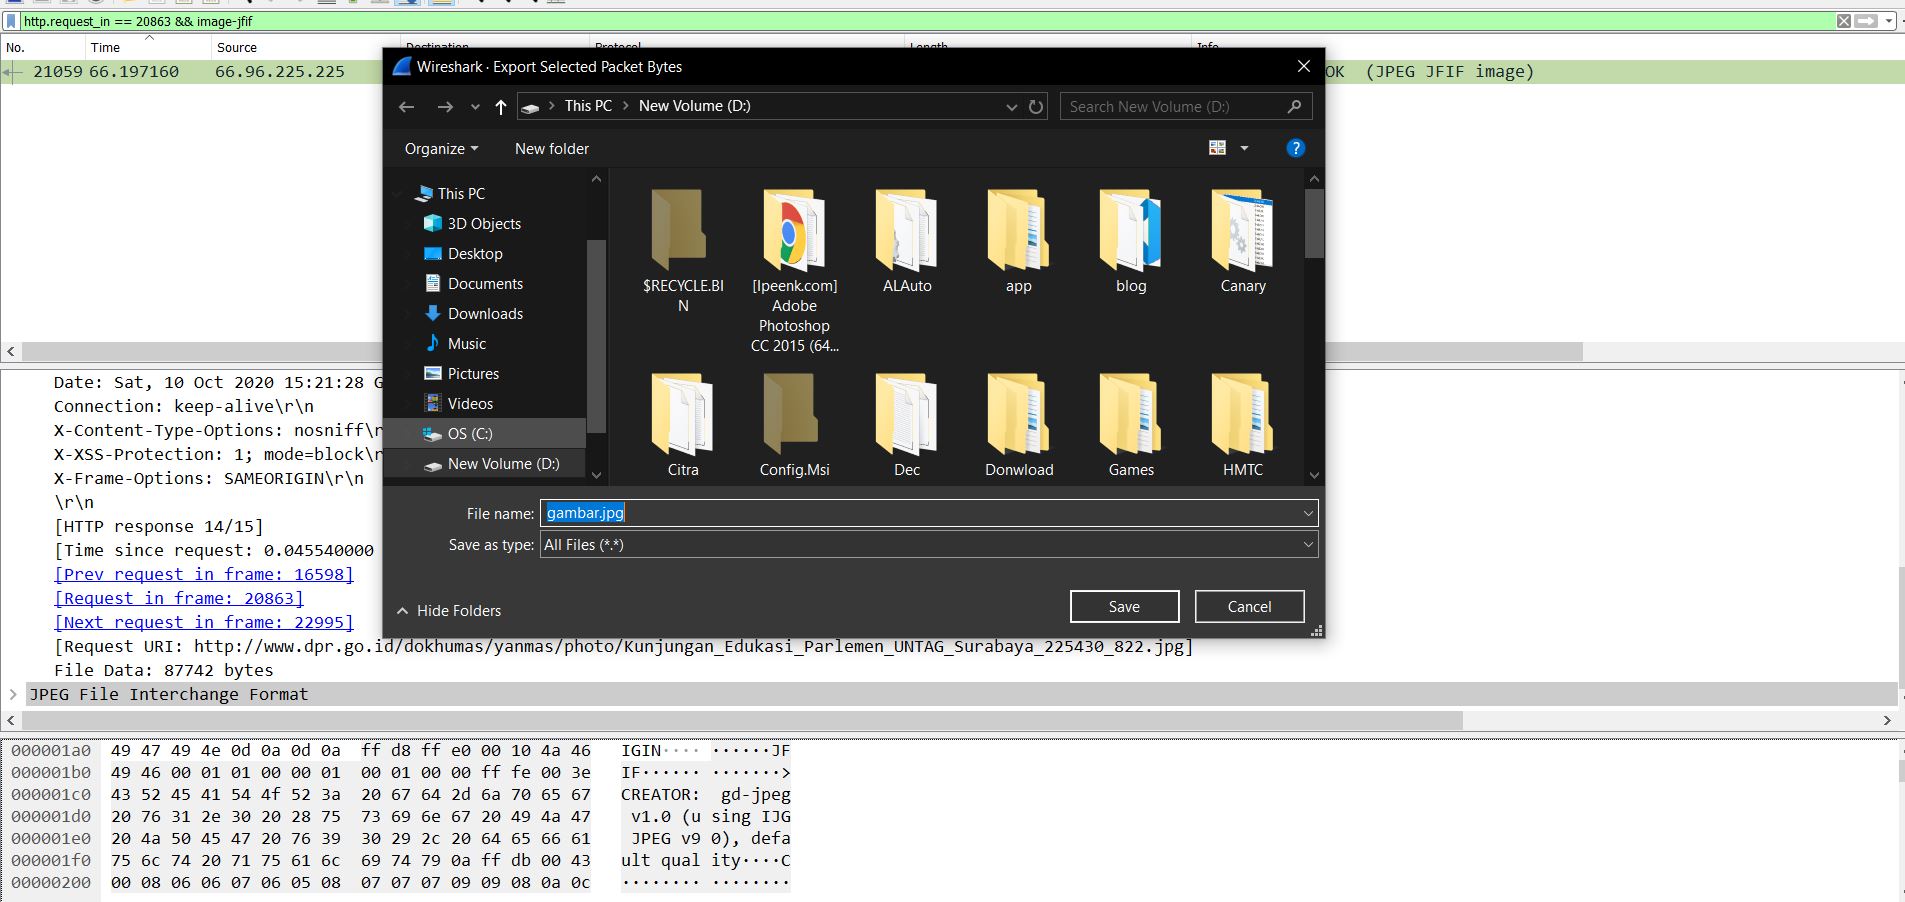 http.request_in == 20863 && image-jfif
No. Time Source Destination Protocol Length Info
21059 66.197160 66.96.225.225 OK (JPEG JFIF image)
Wireshark · Export Selected Packet Bytes
This PC New Volume (D:) Search New Volume (D:)
Organize New folder
This PC
3D Objects
Desktop
Documents
Downloads
Music
Pictures
Videos
OS (C:)
New Volume (D:)
$RECYCLE.BI
N
[Ipeenk.com]
Adobe
Photoshop
CC 2015 (64...
ALAuto
app
blog
Canary
Citra
Config.Msi
Dec
Donwload
Games
HMTC
File name: gambar.jpg
Save as type: All Files (*.*)
Hide Folders Save Cancel
Date: Sat, 10 Oct 2020 15:21:28 G
Connection: keep-alive\r\n
X-Content-Type-Options: nosniff\r
X-XSS-Protection: 1; mode=block\r
X-Frame-Options: SAMEORIGIN\r\n
\r\n
[HTTP response 14/15]
[Time since request: 0.045540000
[Prev request in frame: 16598]
[Request in frame: 20863]
[Next request in frame: 22995]
[Request URI: http://www.dpr.go.id/dokhumas/yanmas/photo/Kunjungan_Edukasi_Parlemen_UNTAG_Surabaya_225430_822.jpg]
File Data: 87742 bytes
JPEG File Interchange Format
000001a0 49 47 49 4e 0d 0a 0d 0a ff d8 ff e0 00 10 4a 46 IGIN···· ······JF
000001b0 49 46 00 01 01 00 00 01 00 01 00 00 ff fe 00 3e IF······ ·······>
000001c0 43 52 45 41 54 4f 52 3a 20 67 64 2d 6a 70 65 67 CREATOR: gd-jpeg
000001d0 20 76 31 2e 30 20 28 75 73 69 6e 67 20 49 4a 47 v1.0 (u sing IJG
000001e0 20 4a 50 45 47 20 76 39 30 29 2c 20 64 65 66 61 JPEG v9 0), defa
000001f0 75 6c 74 20 71 75 61 6c 69 74 79 0a ff db 00 43 ult qual ity····C
00000200 00 08 06 06 07 06 05 08 07 07 07 09 09 08 0a 0c ········ ········